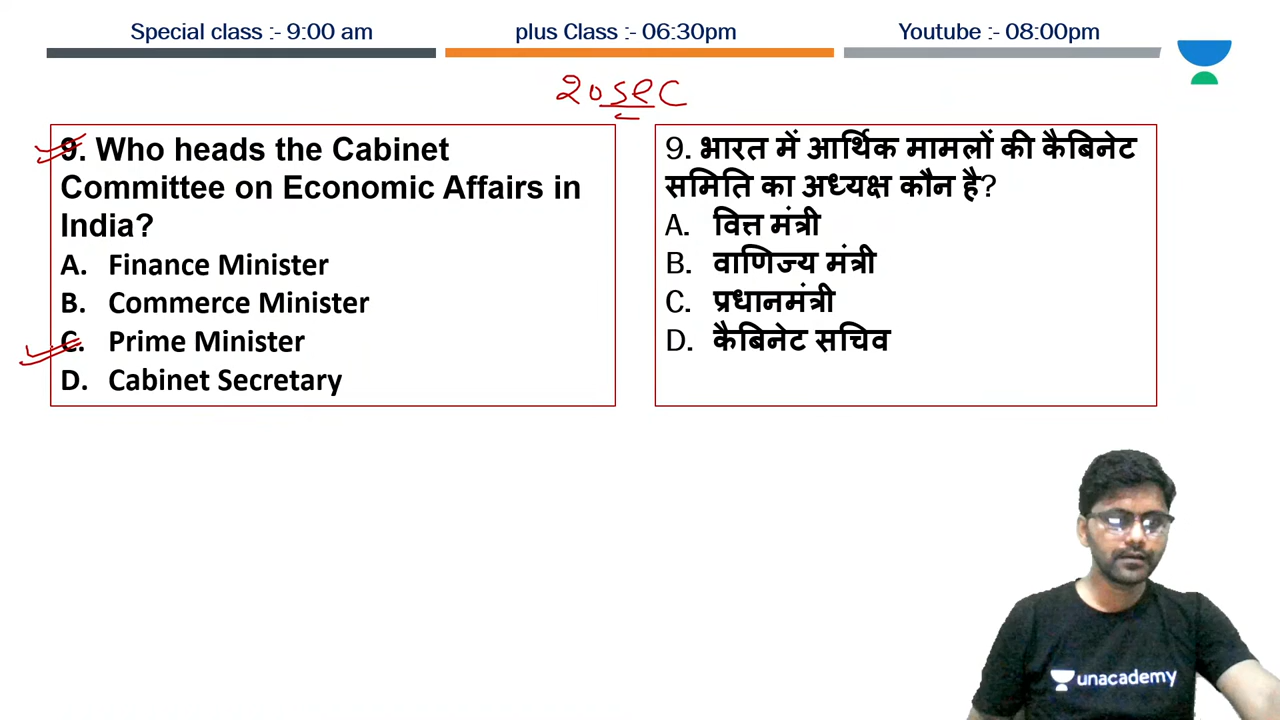 Special class :- 9:00 am
plus Class :- 06:30pm
Youtube :- 08:00pm
20sec
9. Who heads the Cabinet
Committee on Economic Affairs in
India?
A. Finance Minister
B. Commerce Minister
C. Prime Minister
D. Cabinet Secretary
9. भारत में आर्थिक मामलों की कैबिनेट
समिति का अध्यक्ष कौन है?
A. वित्त मंत्री
B. वाणिज्य मंत्री
C. प्रधानमंत्री
D. कैबिनेट सचिव
unacademy